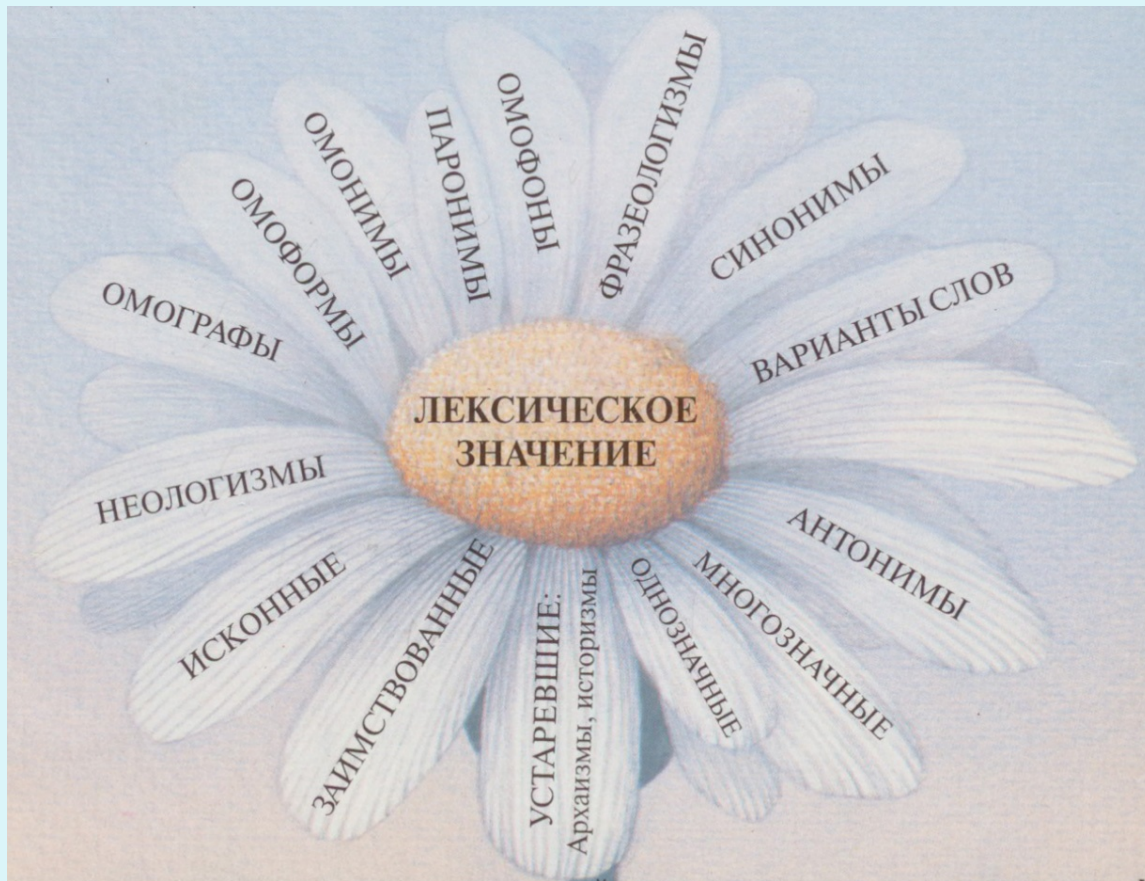 ЛЕКСИЧЕСКОЕ
ЗНАЧЕНИЕ
ОМОГРАФЫ
ОМОФОРМЫ
ОМОНИМЫ
ПАРОНИМЫ
ОМОФОНЫ
ФРАЗЕОЛОГИЗМЫ
СИНОНИМЫ
ВАРИАНТЫ СЛОВ
АНТОНИМЫ
МНОГОЗНАЧНЫЕ
ОДНОЗНАЧНЫЕ
УСТАРЕВШИЕ:
Архаизмы, историзмы
ЗАИМСТВОВАННЫЕ
ИСКОННЫЕ
НЕОЛОГИЗМЫ